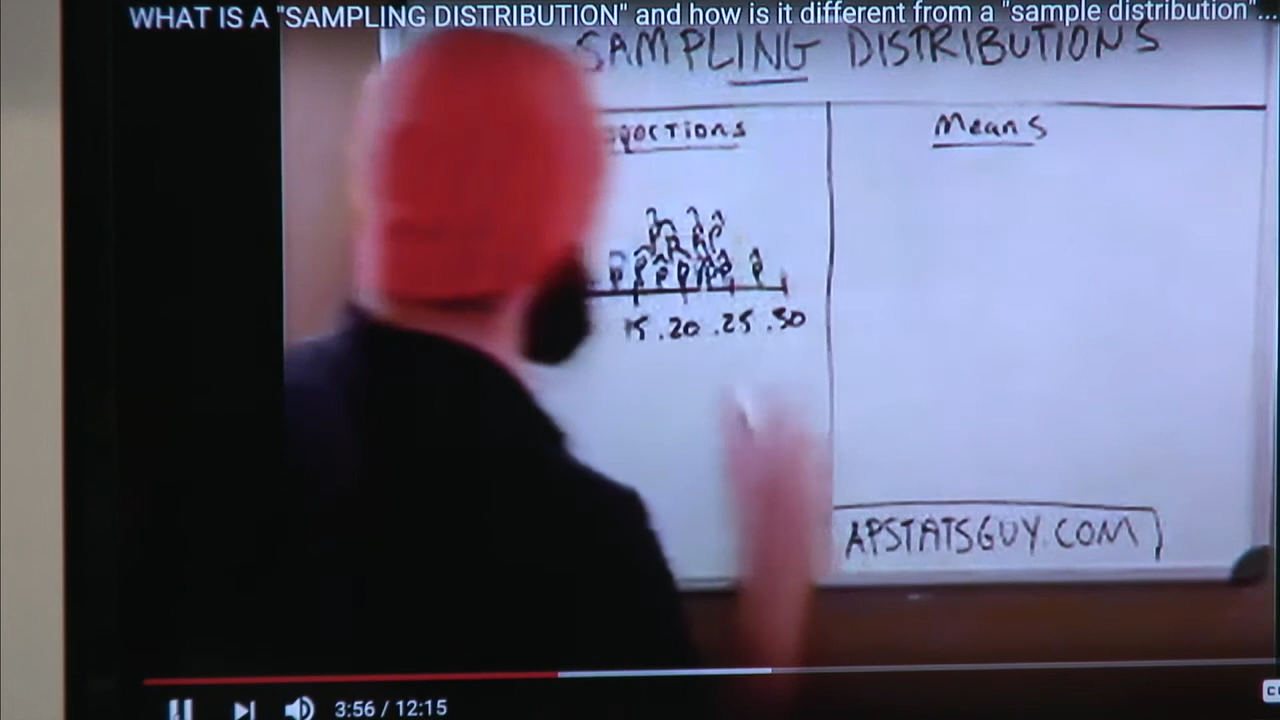 WHAT IS A "SAMPLING DISTRIBUTION" and how is it different from a "sample distribution"...
SAMPLING DISTRIBUTIONS
Means
.20 .25 .30
APSTATSGUY.COM
3:56 / 12:15